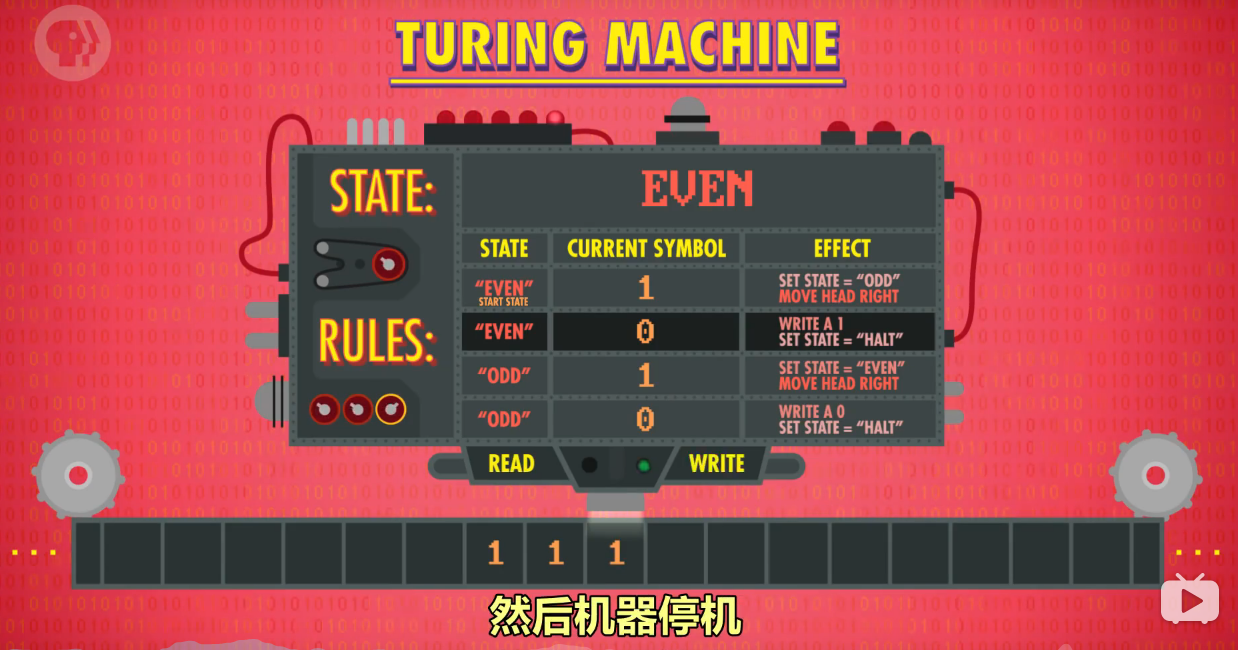 TURING MACHINE
STATE:
EVEN
STATE CURRENT SYMBOL EFFECT
"EVEN" 1 SET STATE = "ODD"
START STATE MOVE HEAD RIGHT
RULES:
"EVEN" 0 WRITE A 1
SET STATE = "HALT"
"ODD" 1 SET STATE = "EVEN"
MOVE HEAD RIGHT
"ODD" 0 WRITE A 0
SET STATE = "HALT"
READ WRITE
... 1 1 1 ...
然后机器停机